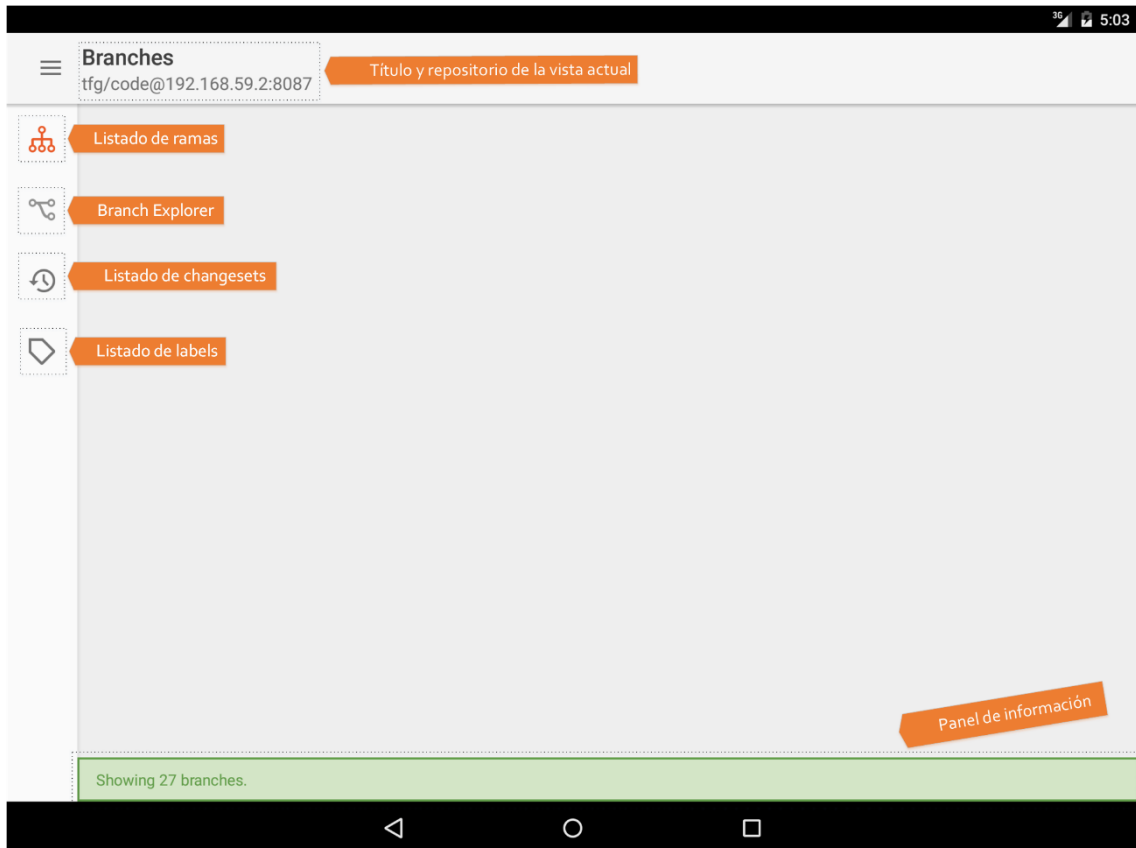 3G 5:03
Branches
tfg/code@192.168.59.2:8087
Título y repositorio de la vista actual
Listado de ramas
Branch Explorer
Listado de changesets
Listado de labels
Panel de información
Showing 27 branches.